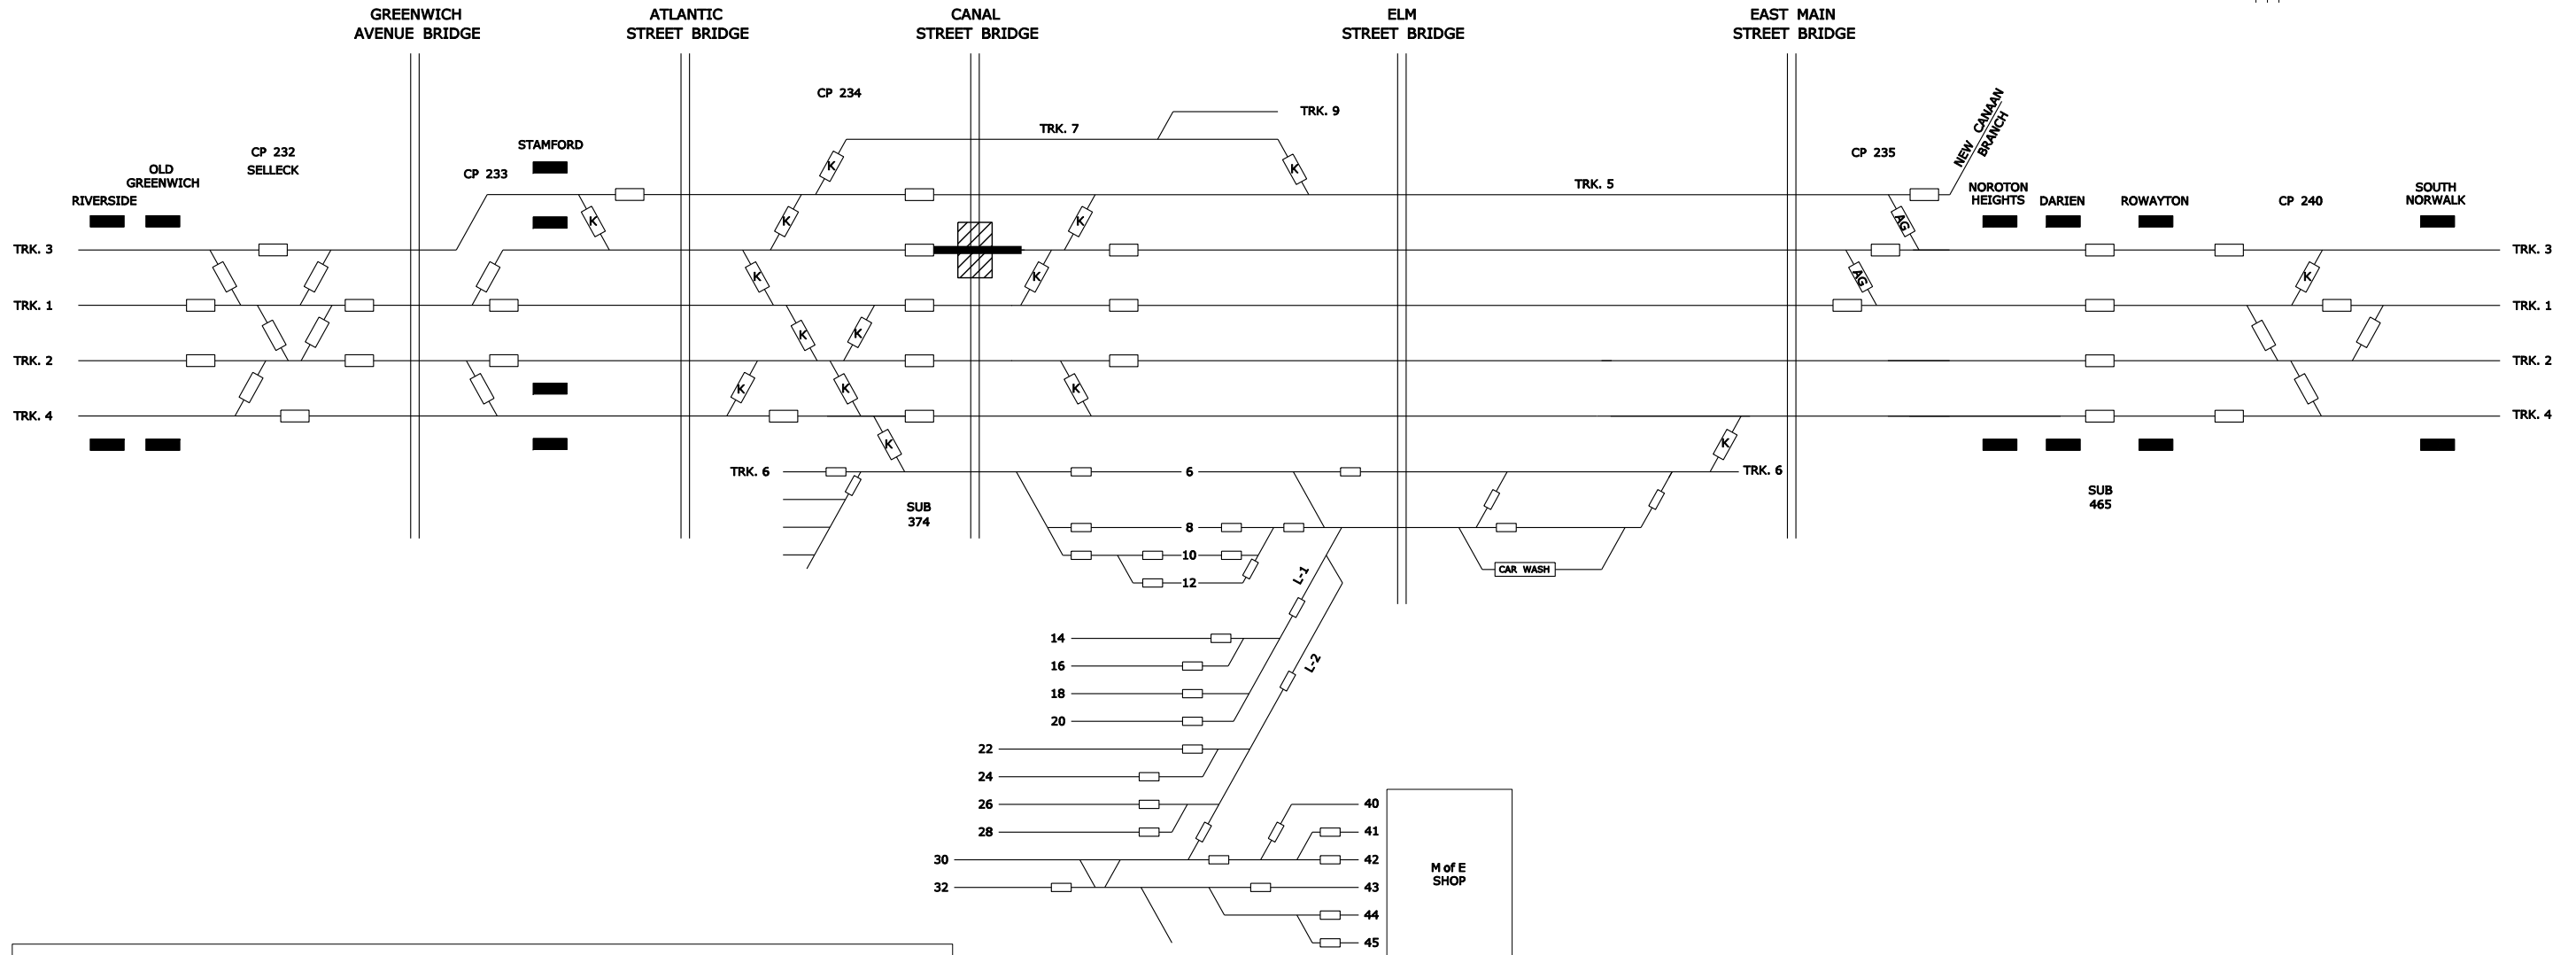 GREENWICH
AVENUE BRIDGE
ATLANTIC
STREET BRIDGE
CANAL
STREET BRIDGE
ELM
STREET BRIDGE
EAST MAIN
STREET BRIDGE
CP 234
TRK. 9
TRK. 7
NEW CANAAN
BRANCH
STAMFORD
CP 232
SELLECK
CP 235
OLD
GREENWICH
CP 233
K
K
TRK. 5
NOROTON
HEIGHTS
SOUTH
NORWALK
RIVERSIDE
DARIEN
ROWAYTON
CP 240
K
K
K
AG
TRK. 3
TRK. 3
K
K
AG
K
TRK. 1
TRK. 1
K
K
TRK. 2
TRK. 2
K
K
K
TRK. 4
TRK. 4
K
K
TRK. 6
6
TRK. 6
SUB
374
SUB
465
8
10
CAR WASH
12
L-1
14
L-2
16
18
20
22
24
26
40
28
41
30
42
M of E
SHOP
32
43
44
45